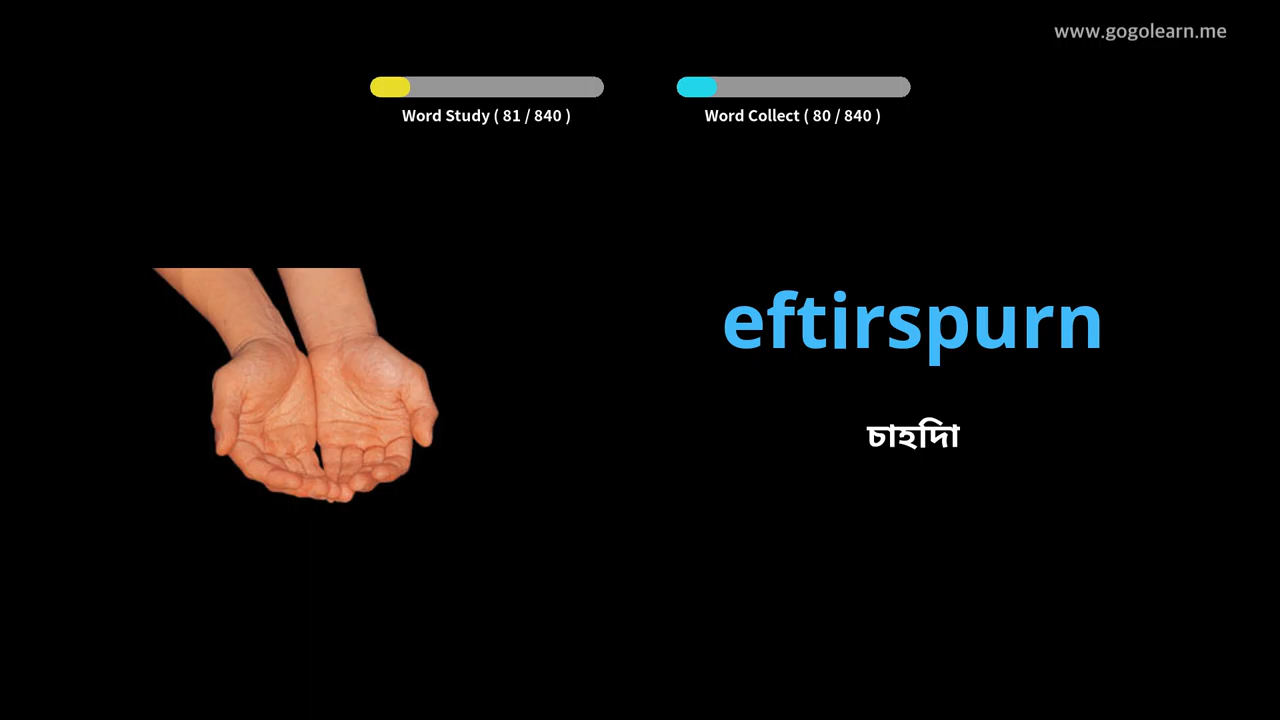 www.gogolearn.me
Word Study ( 81 / 840 )
Word Collect ( 80 / 840 )
eftirspurn
চাহিদা